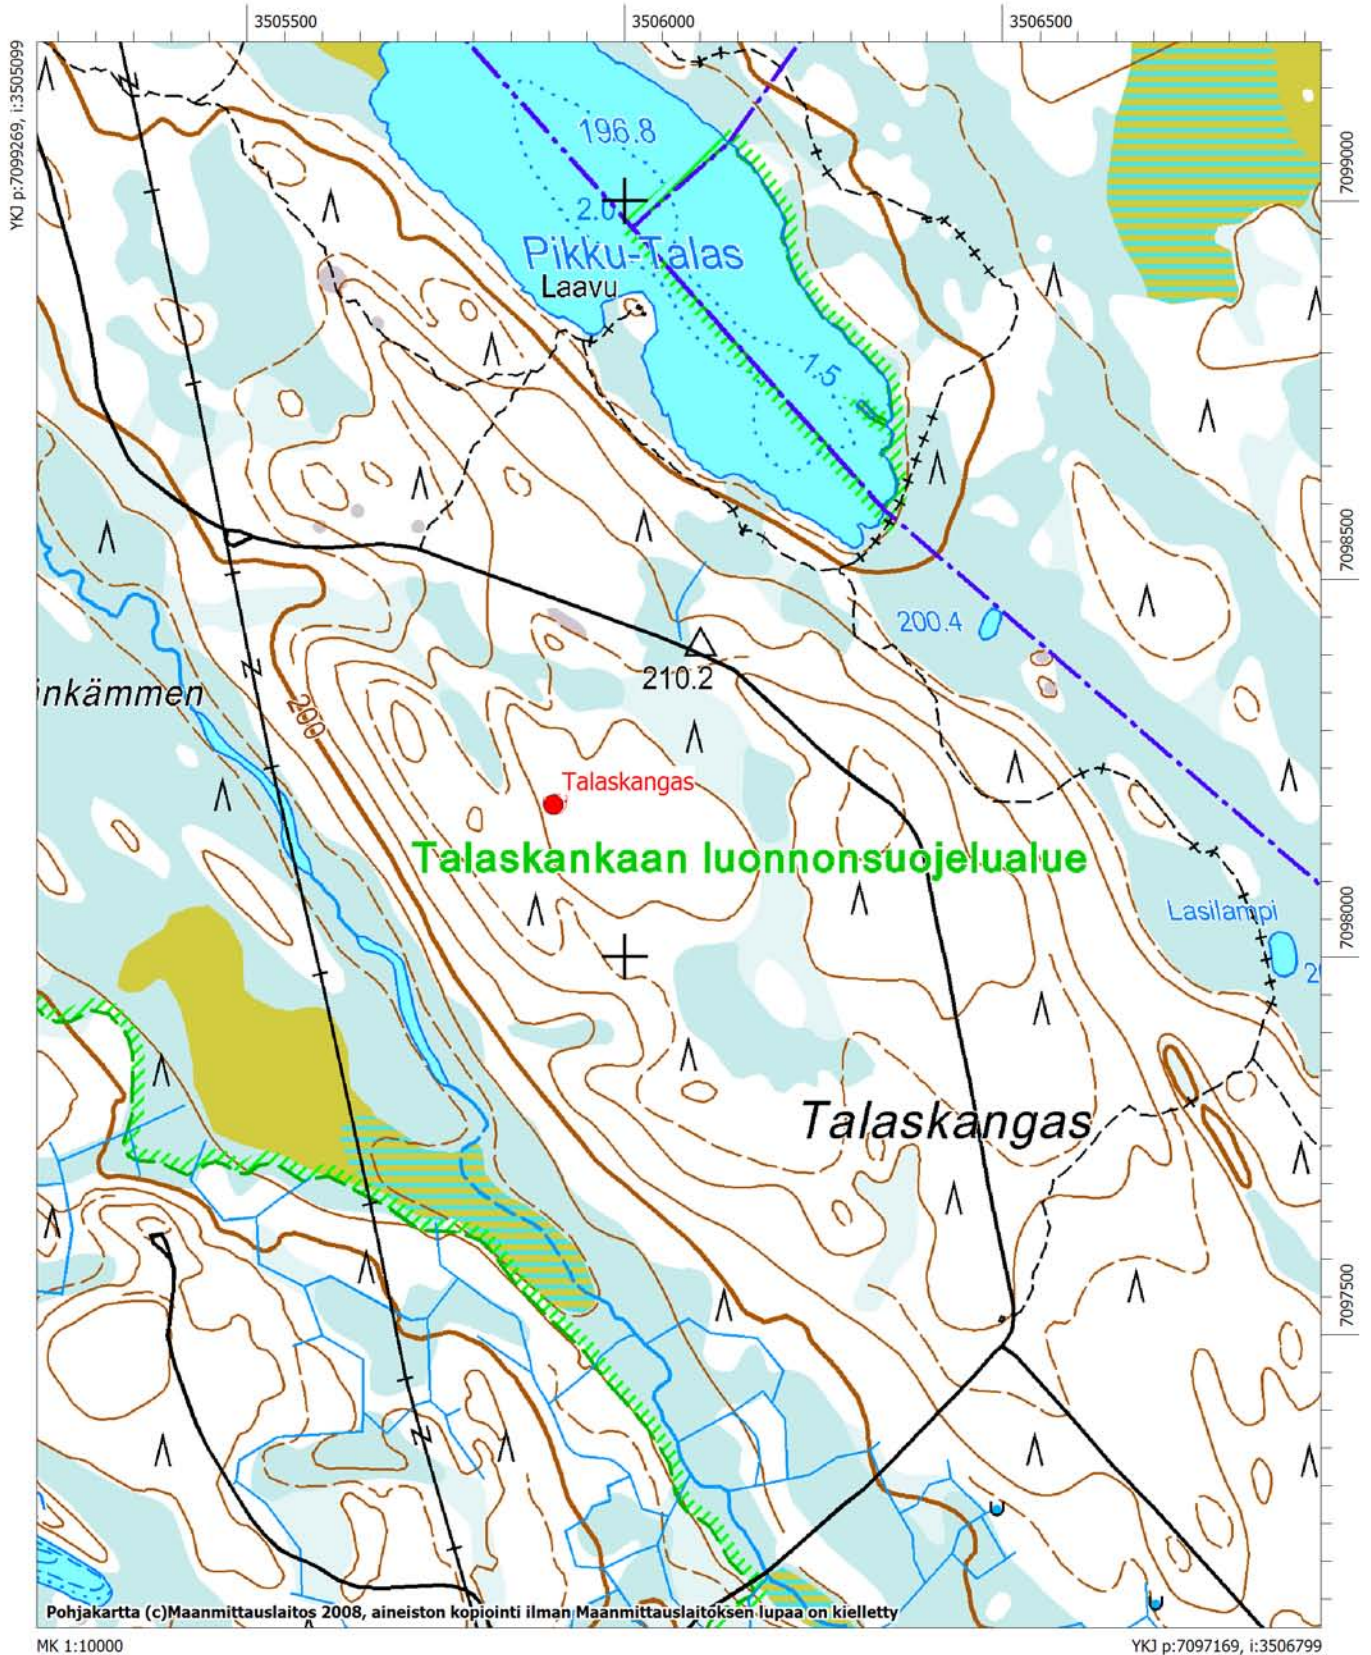 3505500
3506000
3506500
YKJ p:7099269, i:3505099
7099000
7098500
7098000
7097500
196.8
2.0
Pikku-Talas
Laavu
1.5
200.4
210.2
nkämmen
200
Talaskangas
Talaskankaan luonnonsuojelualue
Lasilampi
Talaskangas
Pohjakartta (c)Maanmittauslaitos 2008, aineiston kopiointi ilman Maanmittauslaitoksen lupaa on kielletty
MK 1:10000
YKJ p:7097169, i:3506799